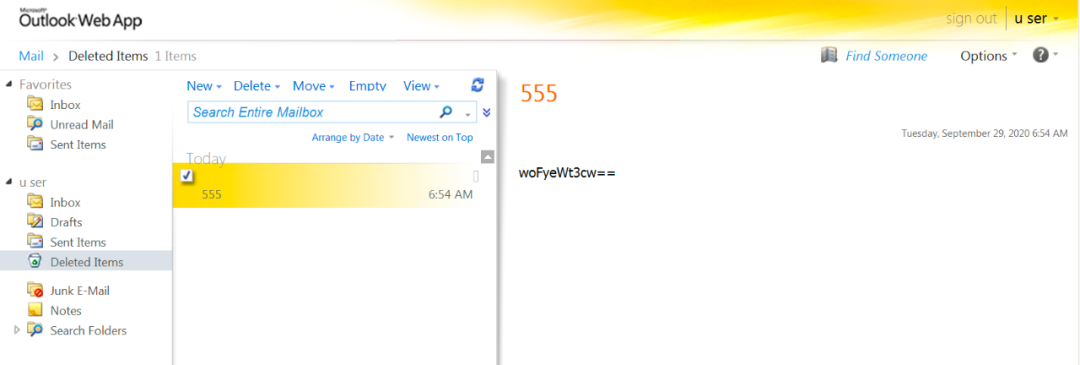 Microsoft
Outlook Web App
sign out
u ser
Mail > Deleted Items 1 Items
Find Someone
Options
?
Favorites
Inbox
Unread Mail
Sent Items
u ser
Inbox
Drafts
Sent Items
Deleted Items
Junk E-Mail
Notes
Search Folders
New Delete Move Empty View
Search Entire Mailbox
Arrange by Date Newest on Top
Today
555
6:54 AM
555
Tuesday, September 29, 2020 6:54 AM
woFyeWt3cw==